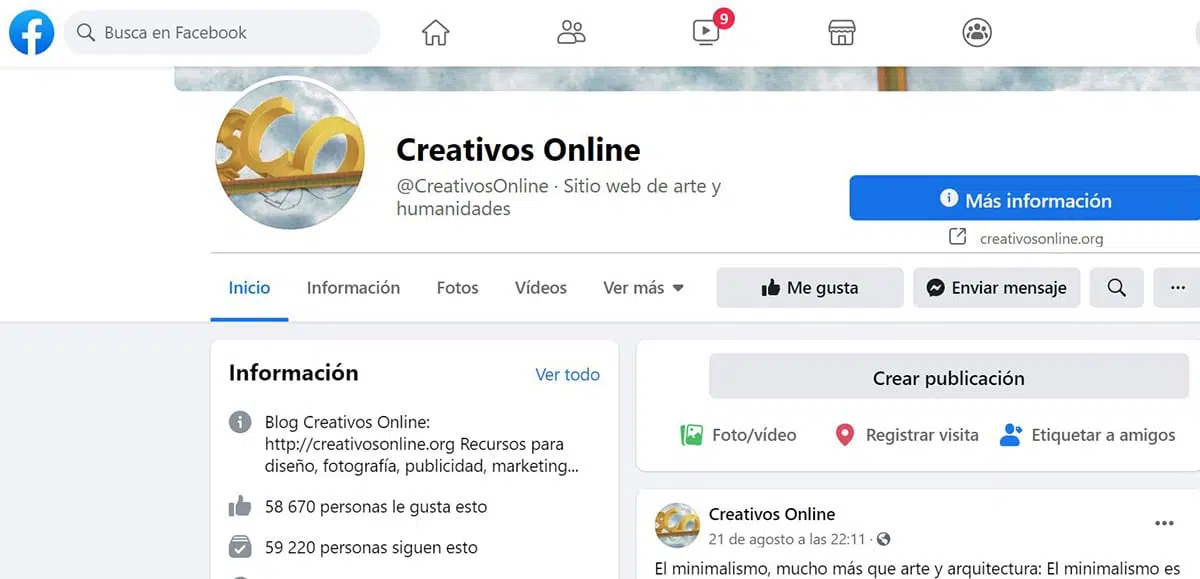 Busca en Facebook
9
Creativos Online
@CreativosOnline · Sitio web de arte y
humanidades
Más información
creativosonline.org
Inicio
Información
Fotos
Vídeos
Ver más
Me gusta
Enviar mensaje
Información
Ver todo
Blog Creativos Online:
http://creativosonline.org Recursos para
diseño, fotografía, publicidad, marketing...
58 670 personas le gusta esto
59 220 personas siguen esto
Crear publicación
Foto/vídeo
Registrar visita
Etiquetar a amigos
Creativos Online
21 de agosto a las 22:11 ·
El minimalismo, mucho más que arte y arquitectura: El minimalismo es